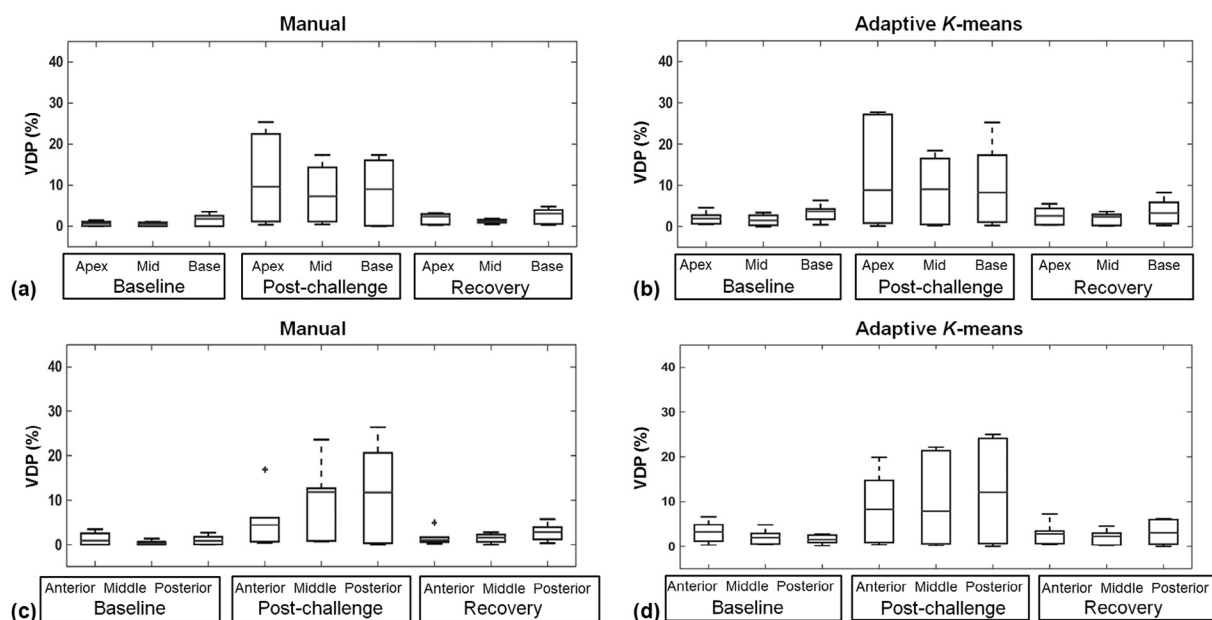 Manual
VDP (%)
40
30
20
10
0
Apex Mid Base Apex Mid Base Apex Mid Base
Baseline Post-challenge Recovery
(a)
Adaptive K-means
VDP (%)
40
30
20
10
0
Apex Mid Base Apex Mid Base Apex Mid Base
Baseline Post-challenge Recovery
(b)
Manual
VDP (%)
40
30
20
10
0
Anterior Middle Posterior Anterior Middle Posterior Anterior Middle Posterior
Baseline Post-challenge Recovery
(c)
Adaptive K-means
VDP (%)
40
30
20
10
0
Anterior Middle Posterior Anterior Middle Posterior Anterior Middle Posterior
Baseline Post-challenge Recovery
(d)